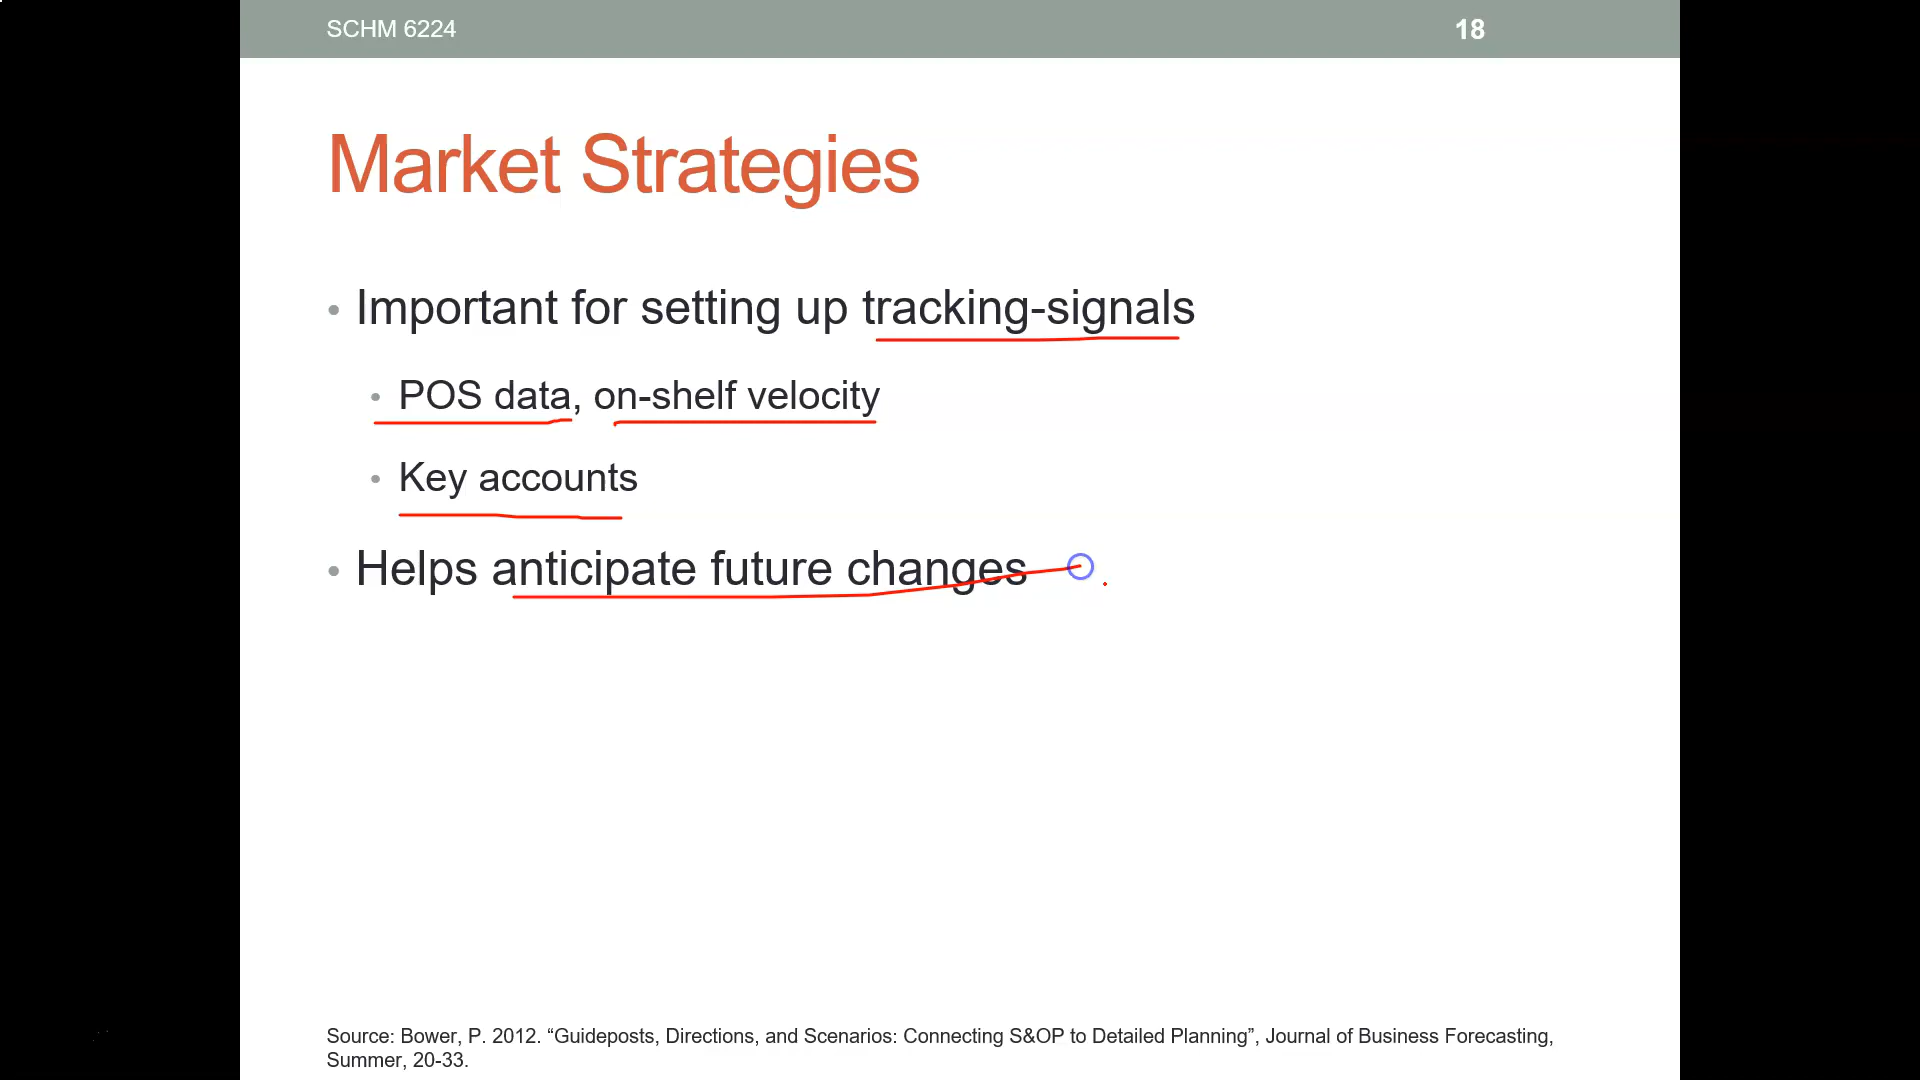 SCHM 6224
18
Market Strategies
• Important for setting up tracking-signals
• POS data, on-shelf velocity
• Key accounts
• Helps anticipate future changes
Source: Bower, P. 2012. “Guideposts, Directions, and Scenarios: Connecting S&OP to Detailed Planning”, Journal of Business Forecasting,
Summer, 20-33.